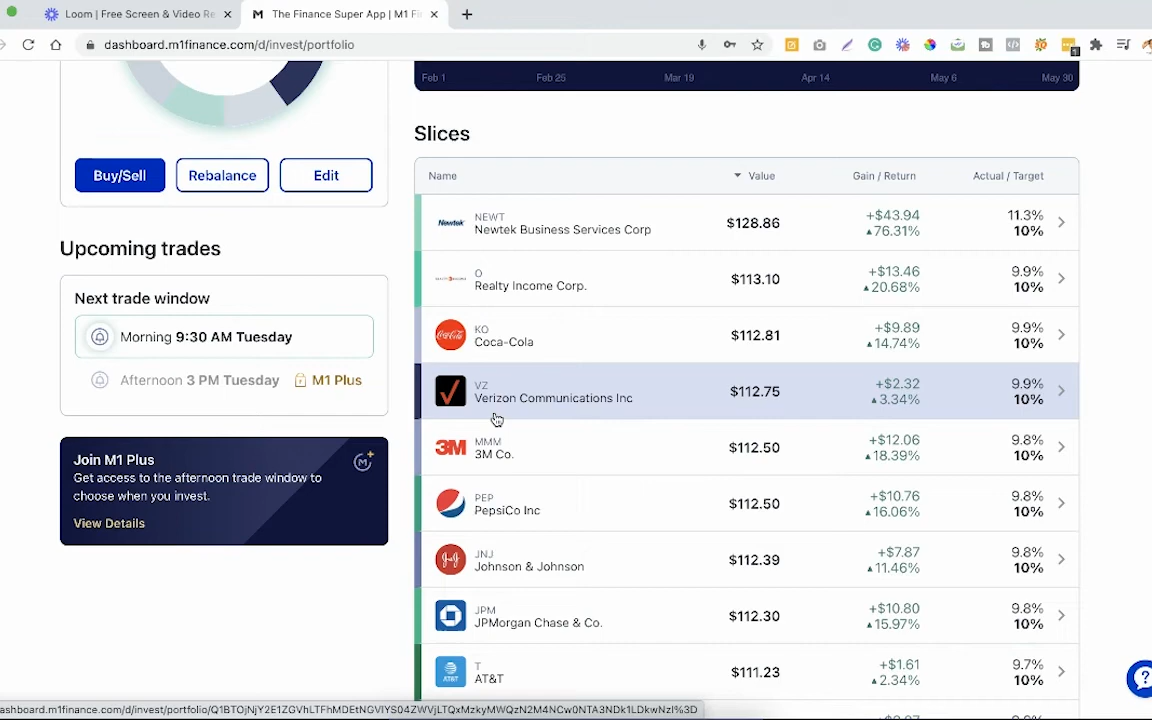 Loom | Free Screen & Video Re
The Finance Super App | M1 Fi
dashboard.m1finance.com/d/invest/portfolio
Feb 1 Feb 25 Mar 19 Apr 14 May 6 May 30
Buy/Sell Rebalance Edit
Upcoming trades
Next trade window
Morning 9:30 AM Tuesday
Afternoon 3 PM Tuesday M1 Plus
Join M1 Plus
Get access to the afternoon trade window to
choose when you invest.
View Details
Slices
Name Value Gain / Return Actual / Target
Newtek
NEWT
Newtek Business Services Corp
$128.86
+$43.94
76.31%
11.3%
10%
O
Realty Income Corp.
$113.10
+$13.46
20.68%
9.9%
10%
Coca-Cola
KO
Coca-Cola
$112.81
+$9.89
14.74%
9.9%
10%
VZ
Verizon Communications Inc
$112.75
+$2.32
3.34%
9.9%
10%
3M
MMM
3M Co.
$112.50
+$12.06
18.39%
9.8%
10%
PEP
PepsiCo Inc
$112.50
+$10.76
16.06%
9.8%
10%
JNJ
Johnson & Johnson
$112.39
+$7.87
11.46%
9.8%
10%
JPM
JPMorgan Chase & Co.
$112.30
+$10.80
15.97%
9.8%
10%
AT&T
T
AT&T
$111.23
+$1.61
2.34%
9.7%
10%